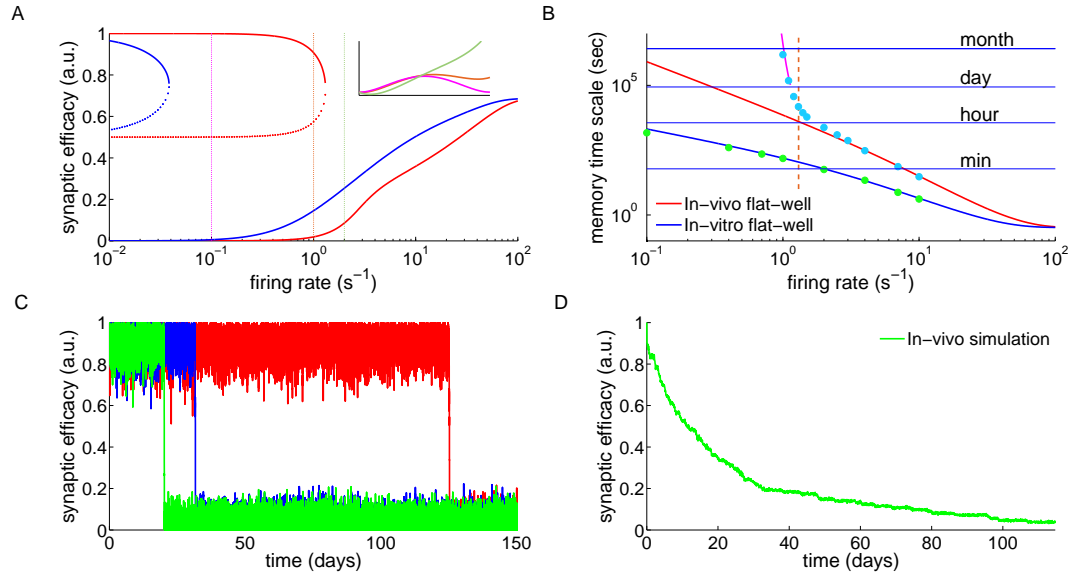 A
synaptic efficacy (a.u.)
1
0.8
0.6
0.4
0.2
0
10−2
10−1
100
101
102
firing rate (s−1)
B
memory time scale (sec)
105
100
month
day
hour
min
In−vivo flat−well
In−vitro flat−well
10−1
100
101
102
firing rate (s−1)
C
synaptic efficacy (a.u.)
1
0.8
0.6
0.4
0.2
0
0
50
100
150
time (days)
D
synaptic efficacy (a.u.)
1
0.8
0.6
0.4
0.2
0
In−vivo simulation
0
20
40
60
80
100
time (days)